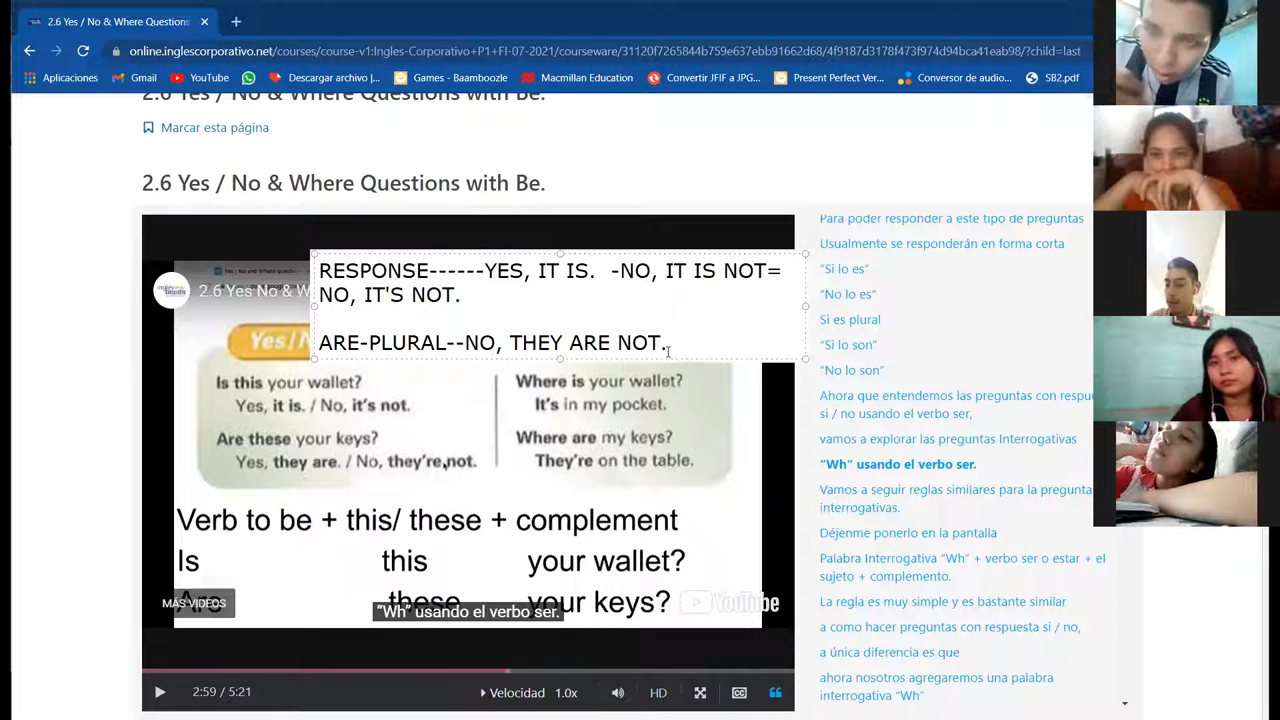 2.6 Yes / No & Where Questions
online.inglescorporativo.net/courses/course-v1:Ingles-Corporativo+P1+FI-07-2021/courseware/31120f7265844b759e637ebb91662d68/4f9187d3178f473f974d94bca41eab98/?child=last
Aplicaciones Gmail YouTube Descargar archivo |... Games - Baamboozle Macmillan Education Convertir JFIF a JPG... Present Perfect Ver... Conversor de audio... SB2.pdf
2.6 Yes / No & Where Questions with Be.
Marcar esta página
2.6 Yes / No & Where Questions with Be.
RESPONSE------YES, IT IS. -NO, IT IS NOT=
NO, IT'S NOT.
ARE-PLURAL--NO, THEY ARE NOT.
2.6 Yes No & W
Yes/N
Is this your wallet?
Yes, it is. / No, it's not.
Are these your keys?
Yes, they are. / No, they're not.
Where is your wallet?
It's in my pocket.
Where are my keys?
They're on the table.
Verb to be + this/ these + complement
Is this your wallet?
Are these your keys?
MÁS VIDEOS
"Wh" usando el verbo ser.
YouTube
2:59 / 5:21
Velocidad 1.0x
HD
CC
Para poder responder a este tipo de preguntas
Usualmente se responderán en forma corta
"Si lo es"
"No lo es"
Si es plural
"Si lo son"
"No lo son"
Ahora que entendemos las preguntas con respu
si / no usando el verbo ser,
vamos a explorar las preguntas Interrogativas
"Wh" usando el verbo ser.
Vamos a seguir reglas similares para la pregunta
interrogativas.
Déjenme ponerlo en la pantalla
Palabra Interrogativa "Wh" + verbo ser o estar + el
sujeto + complemento.
La regla es muy simple y es bastante similar
a como hacer preguntas con respuesta si / no,
a única diferencia es que
ahora nosotros agregaremos una palabra
interrogativa "Wh"